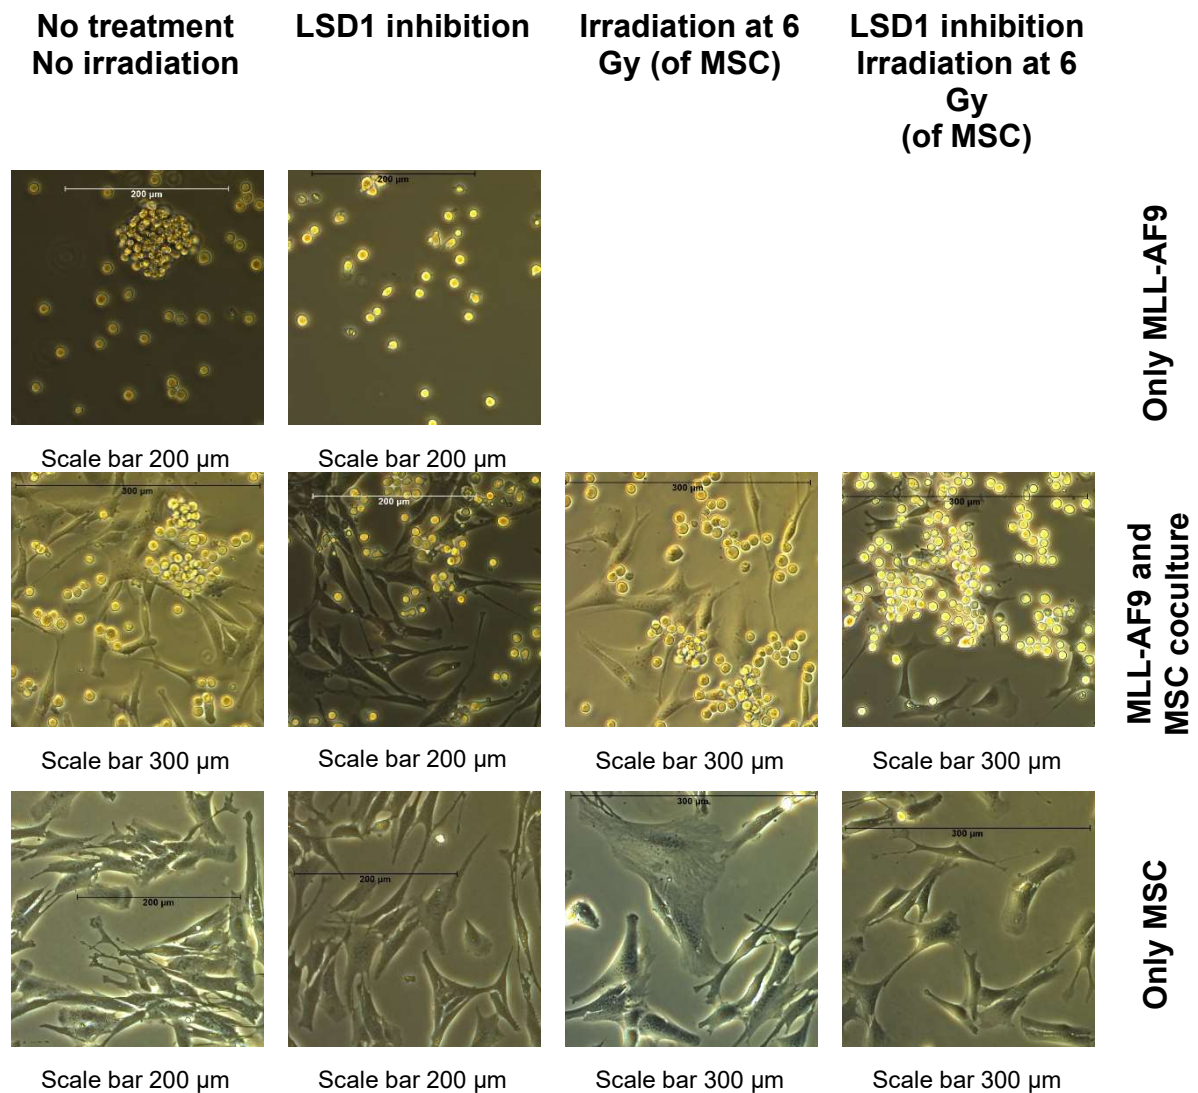 No treatment
No irradiation
LSD1 inhibition
Irradiation at 6
Gy (of MSC)
LSD1 inhibition
Irradiation at 6
Gy
(of MSC)
200 µm
200 µm
Only MLL-AF9
Scale bar 200 µm
Scale bar 200 µm
300 µm
200 µm
300 µm
300 µm
MLL-AF9 and
MSC coculture
Scale bar 300 µm
Scale bar 200 µm
Scale bar 300 µm
Scale bar 300 µm
200 µm
200 µm
300 µm
300 µm
Only MSC
Scale bar 200 µm
Scale bar 200 µm
Scale bar 300 µm
Scale bar 300 µm